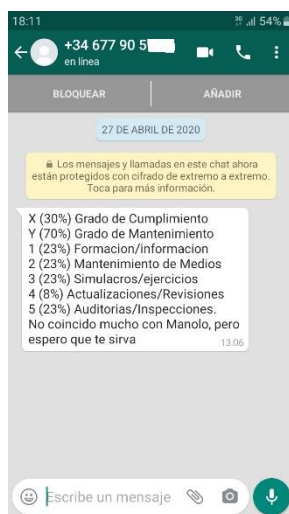 18:11 54%
+34 677 90 5
en línea
BLOQUEAR AÑADIR
27 DE ABRIL DE 2020
Los mensajes y llamadas en este chat ahora
están protegidos con cifrado de extremo a extremo.
Toca para más información.
X (30%) Grado de Cumplimiento
Y (70%) Grado de Mantenimiento
1 (23%) Formacion/informacion
2 (23%) Mantenimiento de Medios
3 (23%) Simulacros/ejercicios
4 (8%) Actualizaciones/Revisiones
5 (23%) Auditorias/Inspecciones.
No coincido mucho con Manolo, pero
espero que te sirva
13:06
Escribe un mensaje